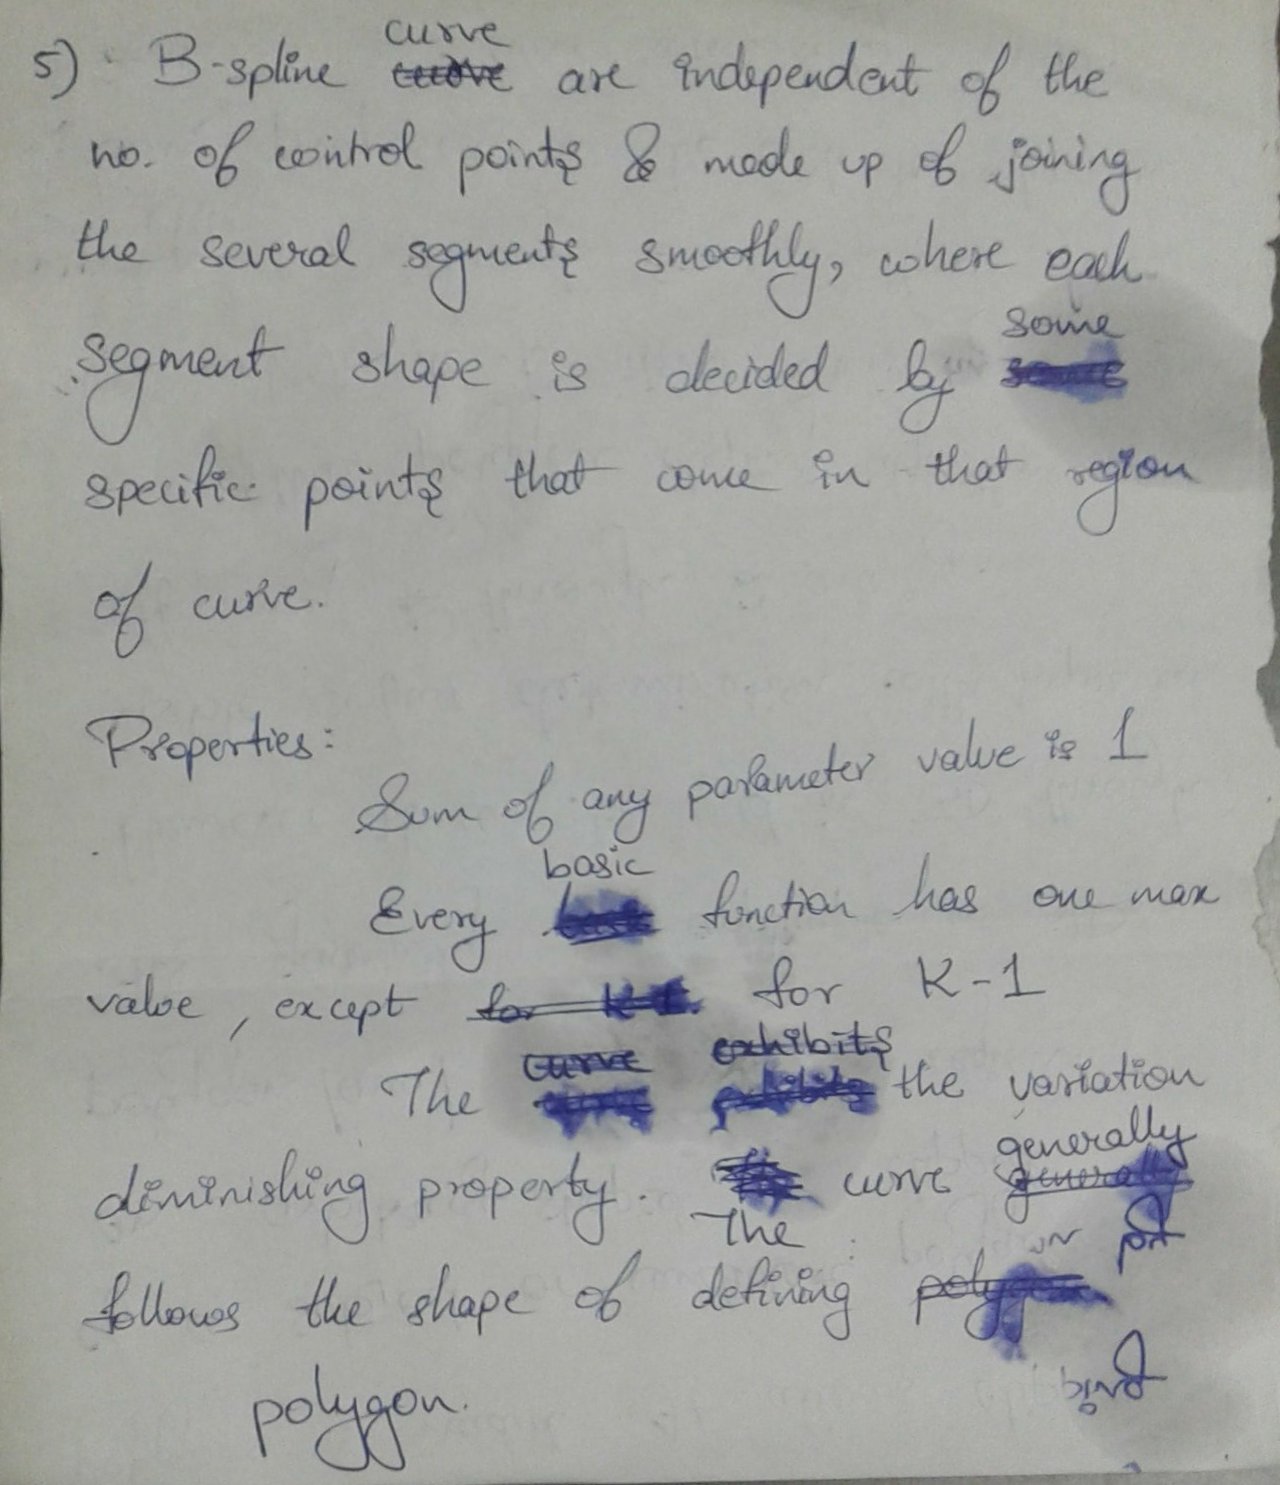 5) B-spline curve are independent of the
no. of control points & made up of joining
the several segments smoothly, where each
segment shape is decided by some
specific points that come in that region
of curve.
Properties:
Sum of any parameter value is 1
Every basic function has one max
value, except for K-1 for K-1
The curve exhibits the variation
diminishing property. The curve generally
follows the shape of defining
polygon.